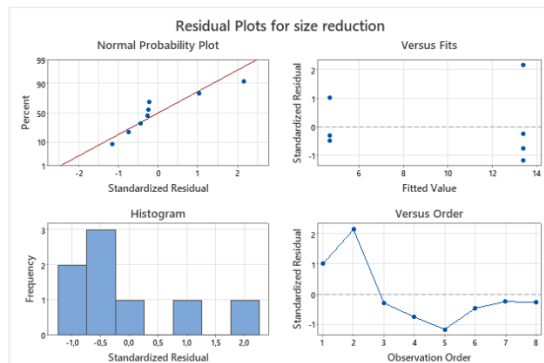 Residual Plots for size reduction
Normal Probability Plot
99
90
50
10
1
Percent
-2 -1 0 1 2
Standardized Residual
Versus Fits
2
1
0
-1
Standardized Residual
6 8 10 12 14
Fitted Value
Histogram
3
2
1
0
Frequency
-1,0 -0,5 0,0 0,5 1,0 1,5 2,0
Standardized Residual
Versus Order
2
1
0
-1
Standardized Residual
1 2 3 4 5 6 7 8
Observation Order